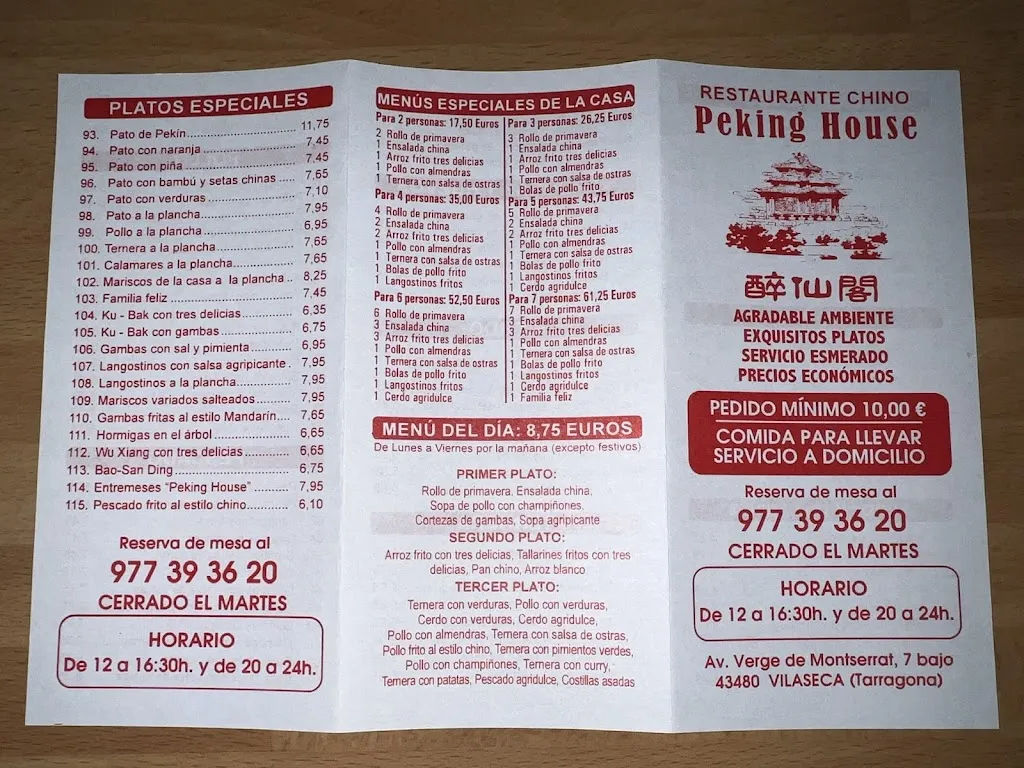 PLATOS ESPECIALES
93. Pato de Pekín 11,75
94. Pato con naranja 7,45
95. Pato con piña 7,45
96. Pato con bambú y setas chinas 7,65
97. Pato con verduras 7,10
98. Pato a la plancha 7,95
99. Pollo a la plancha 6,95
100. Ternera a la plancha 7,65
101. Calamares a la plancha 7,65
102. Mariscos de la casa a la plancha 8,25
103. Familia feliz 7,45
104. Ku - Bak con tres delicias 6,35
105. Ku - Bak con gambas 6,75
106. Gambas con sal y pimienta 6,95
107. Langostinos con salsa agripicante 7,95
108. Langostinos a la plancha 7,95
109. Mariscos variados salteados 7,95
110. Gambas fritas al estilo Mandarín 7,65
111. Hormigas en el árbol 6,65
112. Wu Xiang con tres delicias 6,65
113. Bao-San Ding 6,75
114. Entremeses "Peking House" 7,95
115. Pescado frito al estilo chino 6,10
Reserva de mesa al
977 39 36 20
CERRADO EL MARTES
HORARIO
De 12 a 16:30h. y de 20 a 24h.
MENÚS ESPECIALES DE LA CASA
Para 2 personas: 17,50 Euros
2 Rollo de primavera
1 Ensalada china
1 Arroz frito tres delicias
1 Pollo con almendras
1 Ternera con salsa de ostras
Para 3 personas: 26,25 Euros
3 Rollo de primavera
1 Ensalada china
1 Arroz frito tres delicias
1 Pollo con almendras
1 Ternera con salsa de ostras
1 Bolas de pollo frito
Para 4 personas: 35,00 Euros
4 Rollo de primavera
2 Ensalada china
2 Arroz frito tres delicias
1 Pollo con almendras
1 Ternera con salsa de ostras
1 Bolas de pollo frito
1 Langostinos fritos
Para 5 personas: 43,75 Euros
5 Rollo de primavera
2 Ensalada china
2 Arroz frito tres delicias
1 Pollo con almendras
1 Ternera con salsa de ostras
1 Bolas de pollo frito
1 Langostinos fritos
1 Cerdo agridulce
Para 6 personas: 52,50 Euros
6 Rollo de primavera
3 Ensalada china
3 Arroz frito tres delicias
1 Pollo con almendras
1 Ternera con salsa de ostras
1 Bolas de pollo frito
1 Langostinos fritos
1 Cerdo agridulce
Para 7 personas: 61,25 Euros
7 Rollo de primavera
3 Ensalada china
3 Arroz frito tres delicias
1 Pollo con almendras
1 Ternera con salsa de ostras
1 Bolas de pollo frito
1 Langostinos fritos
1 Cerdo agridulce
1 Familia feliz
MENÚ DEL DÍA: 8,75 EUROS
De Lunes a Viernes por la mañana (excepto festivos)
PRIMER PLATO:
Rollo de primavera, Ensalada china,
Sopa de pollo con champiñones,
Cortezas de gambas, Sopa agripicante
SEGUNDO PLATO:
Arroz frito con tres delicias, Tallarines fritos con tres
delicias, Pan chino, Arroz blanco
TERCER PLATO:
Ternera con verduras, Pollo con verduras,
Cerdo con verduras, Cerdo agridulce,
Pollo con almendras, Ternera con salsa de ostras,
Pollo frito al estilo chino, Ternera con pimientos verdes,
Pollo con champiñones, Ternera con curry,
Ternera con patatas, Pescado agridulce, Costillas asadas
RESTAURANTE CHINO
Peking House
醉仙閣
AGRADABLE AMBIENTE
EXQUISITOS PLATOS
SERVICIO ESMERADO
PRECIOS ECONÓMICOS
PEDIDO MÍNIMO 10,00 €
COMIDA PARA LLEVAR
SERVICIO A DOMICILIO
Reserva de mesa al
977 39 36 20
CERRADO EL MARTES
HORARIO
De 12 a 16:30h. y de 20 a 24h.
Av. Verge de Montserrat, 7 bajo
43480 VILASECA (Tarragona)